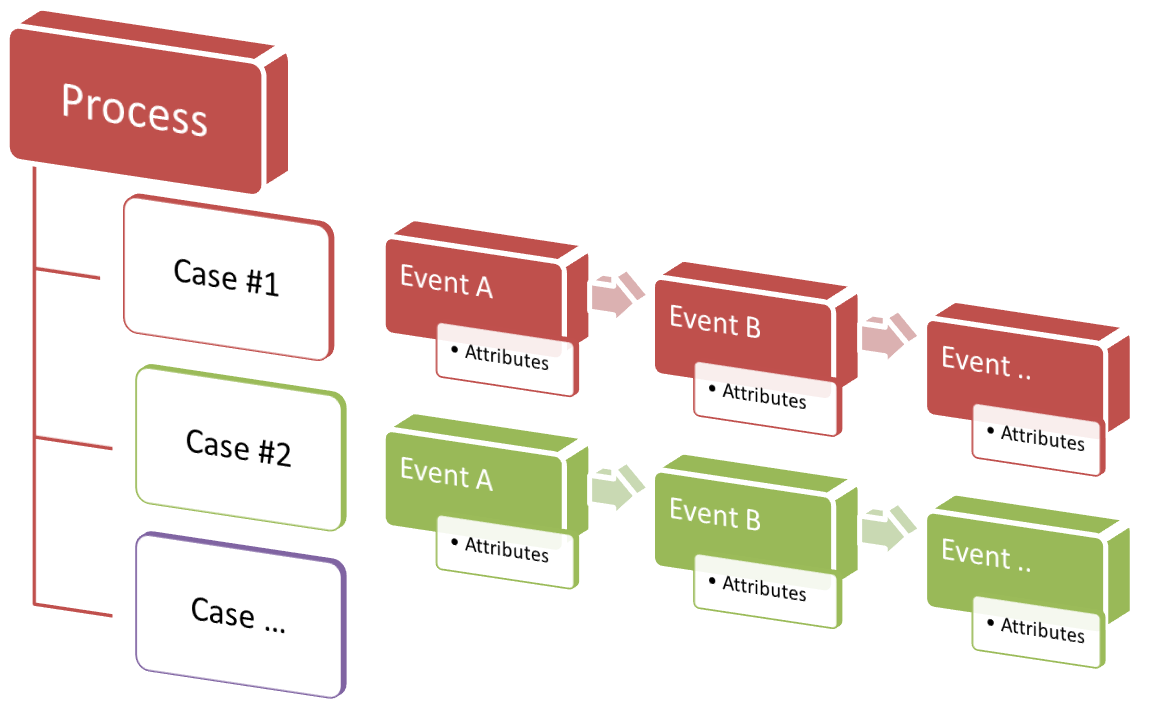 Process
Case #1
Event A
• Attributes
Event B
• Attributes
Event ..
• Attributes
Case #2
Event A
• Attributes
Event B
• Attributes
Event ..
• Attributes
Case ...